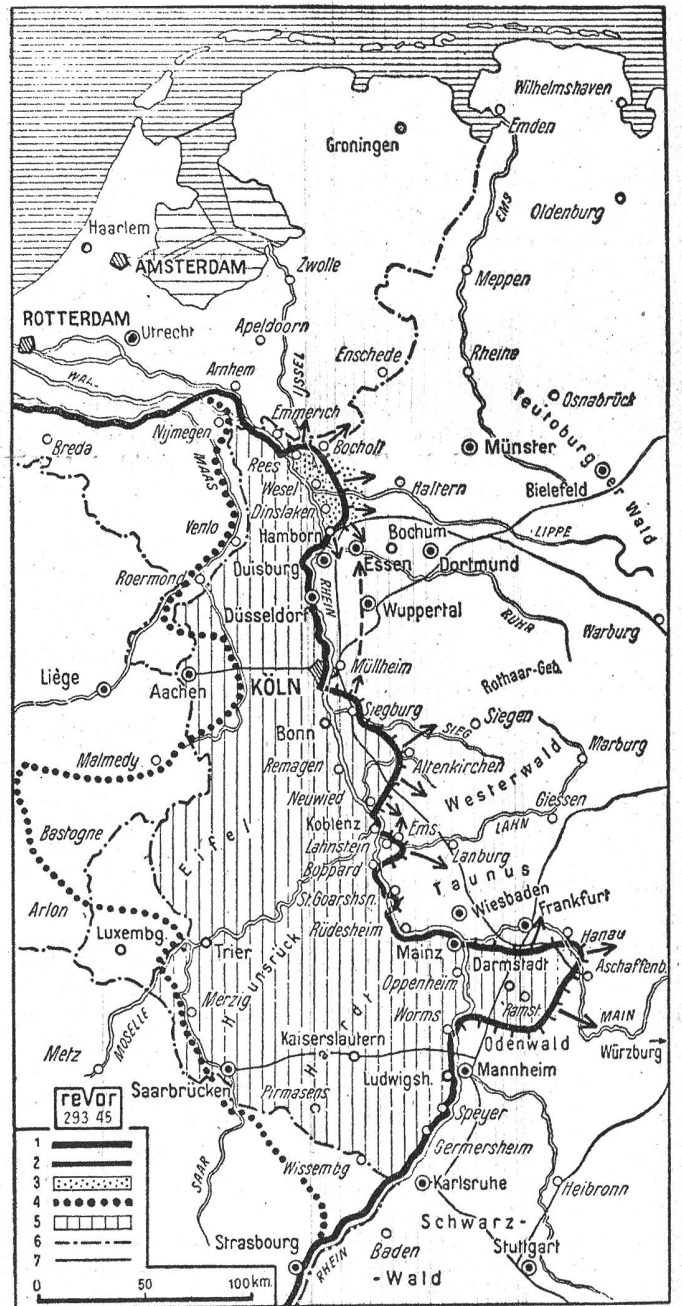 Wilhelmshaven
Emden
Groningen
EMS
Oldenburg
Haarlem
AMSTERDAM
Zwolle
Meppen
ROTTERDAM
Utrecht
Apeldoorn
IJSSEL
Enschede
Rheine
Osnabrück
WAL.
Arnhem
Teutoburger Wald
Emmerich
Nijmegen
Breda
Rees
Bocholt
Münster
MAAS
Wesel
Haltern
Bielefeld
Dinslaken
Venlo
Hamborn
Bochum
LIPPE
Roermond
Duisburg
Essen
Dortmund
RHEIN
Düsseldorf
Wuppertal
RUHR
Warburg
Müllheim
Liège
Aachen
KÖLN
Rothaar-Geb.
Siegburg
Bonn
SIEG
Siegen
Malmedy
Remagen
Altenkirchen
Marburg
Westerwald
Neuwied
Giessen
Bastogne
Eifel
Koblenz
Ems
LAHN
Lahnstein
Lanburg
Boppard
Taunus
Arlon
St.Goarshsn.
Wiesbaden
Frankfurt
Luxembg.
Trier
Rüdesheim
Hanau
Hunsrück
Mainz
Darmstadt
Aschaffenb.
Oppenheim
Ramst.
Merzig
MOSELLE
Worms
MAIN
Odenwald
Metz
Kaiserslautern
Hardt
Würzburg
Saarbrücken
Ludwigsh.
Mannheim
reVor
293 45
Pirmasens
Speyer
Germersheim
1
2
3
4
5
6
7
SAAR
Wissembg
Karlsruhe
Heibronn
Schwarz-
Strasbourg
RHEIN
Baden
Stuttgart
-Wald
0 50 100 km.